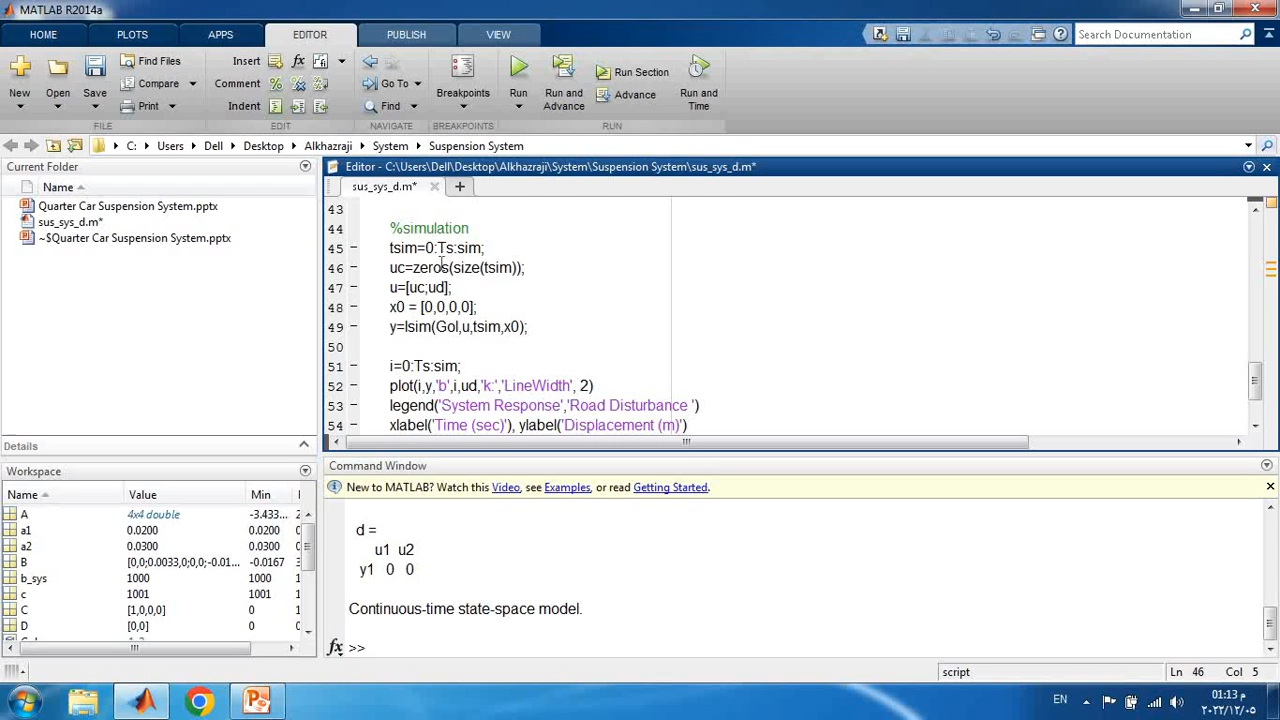 MATLAB R2014a
HOME PLOTS APPS EDITOR PUBLISH VIEW Search Documentation
New Open Save Find Files Compare Print Insert Comment Indent Go To Find Breakpoints Run Run and Advance Run Section Advance Run and Time
FILE EDIT NAVIGATE BREAKPOINTS RUN
C: Users Dell Desktop Alkhazraji System Suspension System
Current Folder
Name
Quarter Car Suspension System.pptx
sus_sys_d.m*
~$Quarter Car Suspension System.pptx
Details
Workspace
Name Value Min
A 4x4 double -3.433...
a1 0.0200 0.0200
a2 0.0300 0.0300
B [0,0;0.0033,0;0,0;-0.01... -0.0167
b_sys 1000 1000
c 1001 1001
C [1,0,0,0] 0
D [0,0] 0
Editor - C:\Users\Dell\Desktop\Alkhazraji\System\Suspension System\sus_sys_d.m*
sus_sys_d.m*
43
44 %simulation
45 tsim=0:Ts:sim;
46 uc=zeros(size(tsim));
47 u=[uc;ud];
48 x0 = [0,0,0,0];
49 y=lsim(Gol,u,tsim,x0);
50
51 i=0:Ts:sim;
52 plot(i,y,'b',i,ud,'k:','LineWidth', 2)
53 legend('System Response','Road Disturbance ')
54 xlabel('Time (sec)'), ylabel('Displacement (m)')
Command Window
New to MATLAB? Watch this Video, see Examples, or read Getting Started.
d =
u1 u2
y1 0 0
Continuous-time state-space model.
fx >>
script Ln 46 Col 5
EN 01:13 م
٢٠٢٢/١٢/٠٥